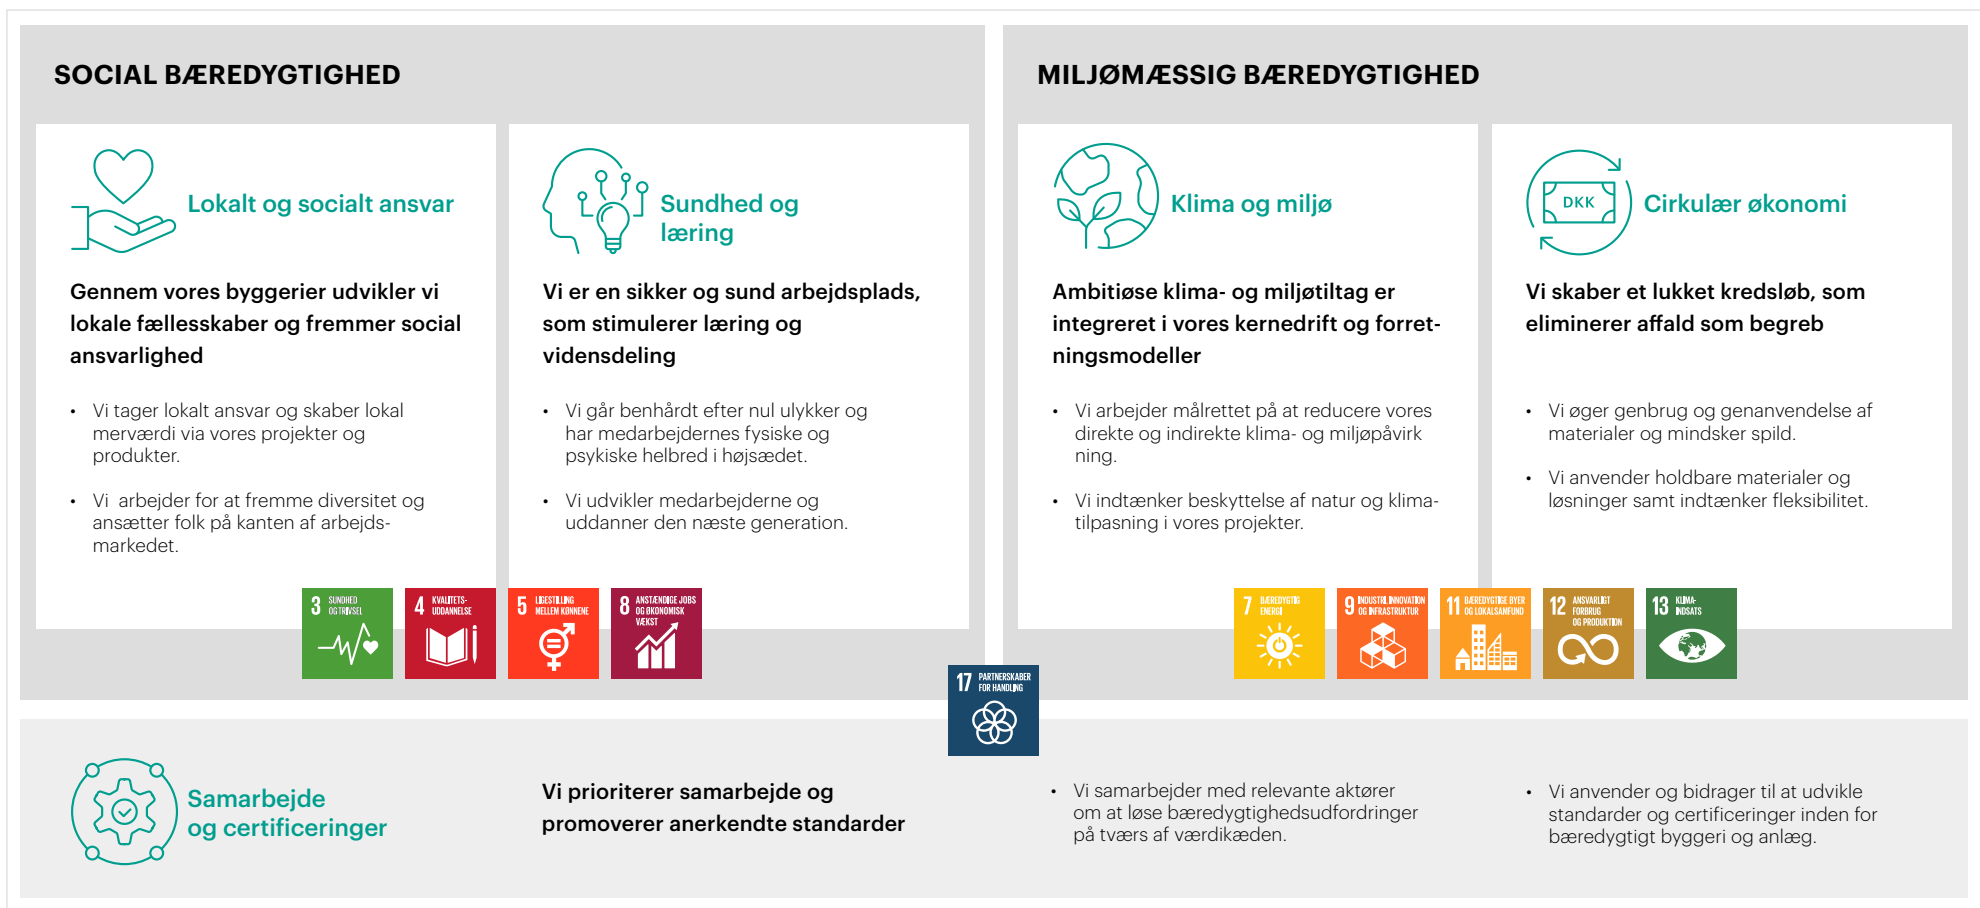 SOCIAL BÆREDYGTIGHED
Lokalt og socialt ansvar
Gennem vores byggerier udvikler vi
lokale fællesskaber og fremmer social
ansvarlighed
• Vi tager lokalt ansvar og skaber lokal
merværdi via vores projekter og
produkter.
• Vi arbejder for at fremme diversitet og
ansætter folk på kanten af arbejds-
markedet.
Sundhed og
læring
Vi er en sikker og sund arbejdsplads,
som stimulerer læring og
vidensdeling
• Vi går benhårdt efter nul ulykker og
har medarbejdernes fysiske og
psykiske helbred i højsædet.
• Vi udvikler medarbejderne og
uddanner den næste generation.
3 SUNDHED
OG TRIVSEL
4 KVALITETS-
UDDANNELSE
5 LIGESTILLING
MELLEM KØNNENE
8 ANSTÆNDIGE JOBS
OG ØKONOMISK
VÆKST
MILJØMÆSSIG BÆREDYGTIGHED
Klima og miljø
Ambitiøse klima- og miljøtiltag er
integreret i vores kernedrift og forret-
ningsmodeller
• Vi arbejder målrettet på at reducere vores
direkte og indirekte klima- og miljøpåvirk
ning.
• Vi indtænker beskyttelse af natur og klima-
tilpasning i vores projekter.
DKK
Cirkulær økonomi
Vi skaber et lukket kredsløb, som
eliminerer affald som begreb
• Vi øger genbrug og genanvendelse af
materialer og mindsker spild.
• Vi anvender holdbare materialer og
løsninger samt indtænker fleksibilitet.
7 BÆREDYGTIG
ENERGI
9 INDUSTRI, INNOVATION
OG INFRASTRUKTUR
11 BÆREDYGTIGE BYER
OG LOKALSAMFUND
12 ANSVARLIGT
FORBRUG
OG PRODUKTION
13 KLIMA-
INDSATS
17 PARTNERSKABER
FOR HANDLING
Samarbejde
og certificeringer
Vi prioriterer samarbejde og
promoverer anerkendte standarder
• Vi samarbejder med relevante aktører
om at løse bæredygtighedsudfordringer
på tværs af værdikæden.
• Vi anvender og bidrager til at udvikle
standarder og certificeringer inden for
bæredygtigt byggeri og anlæg.